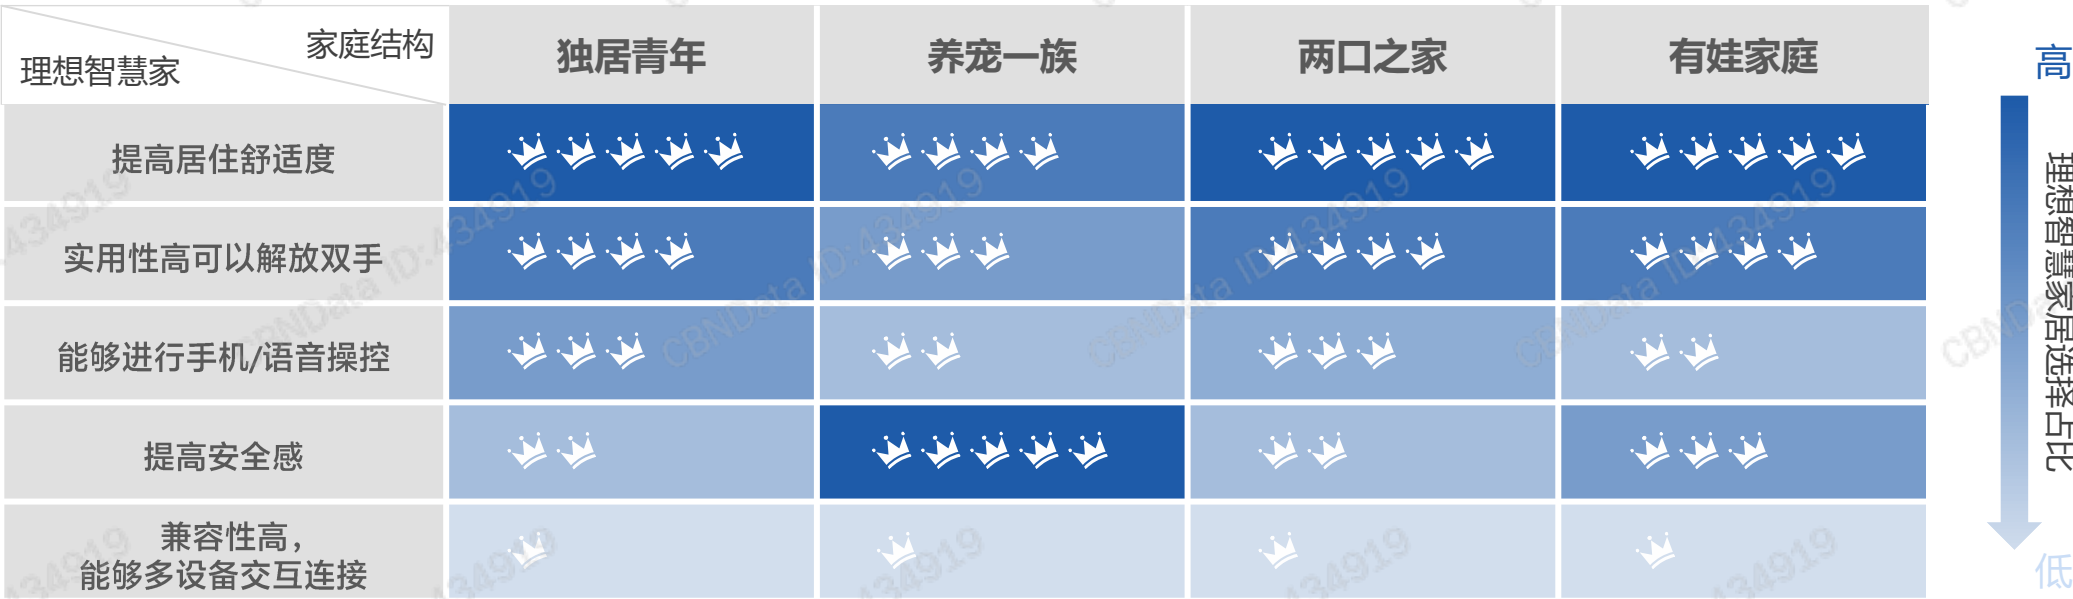 家庭结构
理想智慧家
独居青年
养宠一族
两口之家
有娃家庭
提高居住舒适度
实用性高可以解放双手
能够进行手机/语音操控
提高安全感
兼容性高，
能够多设备交互连接
高
理想智慧家居选择占比
低
CBNData ID:434919